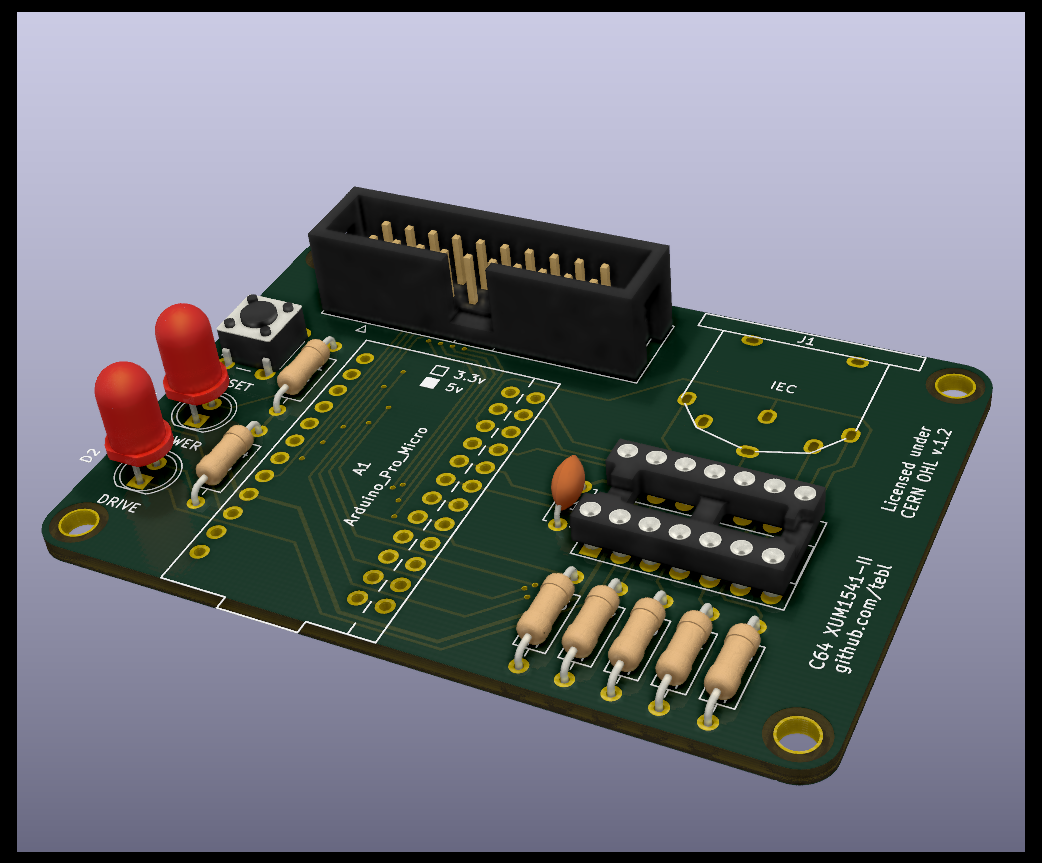 J1
IEC
3.3v
5v
SET
WER
D2
DRIVE
A1
Arduino_Pro_Micro
1
Licensed under
CERN OHL v.1.2
C64 XUM1541-II
github.com/tebl